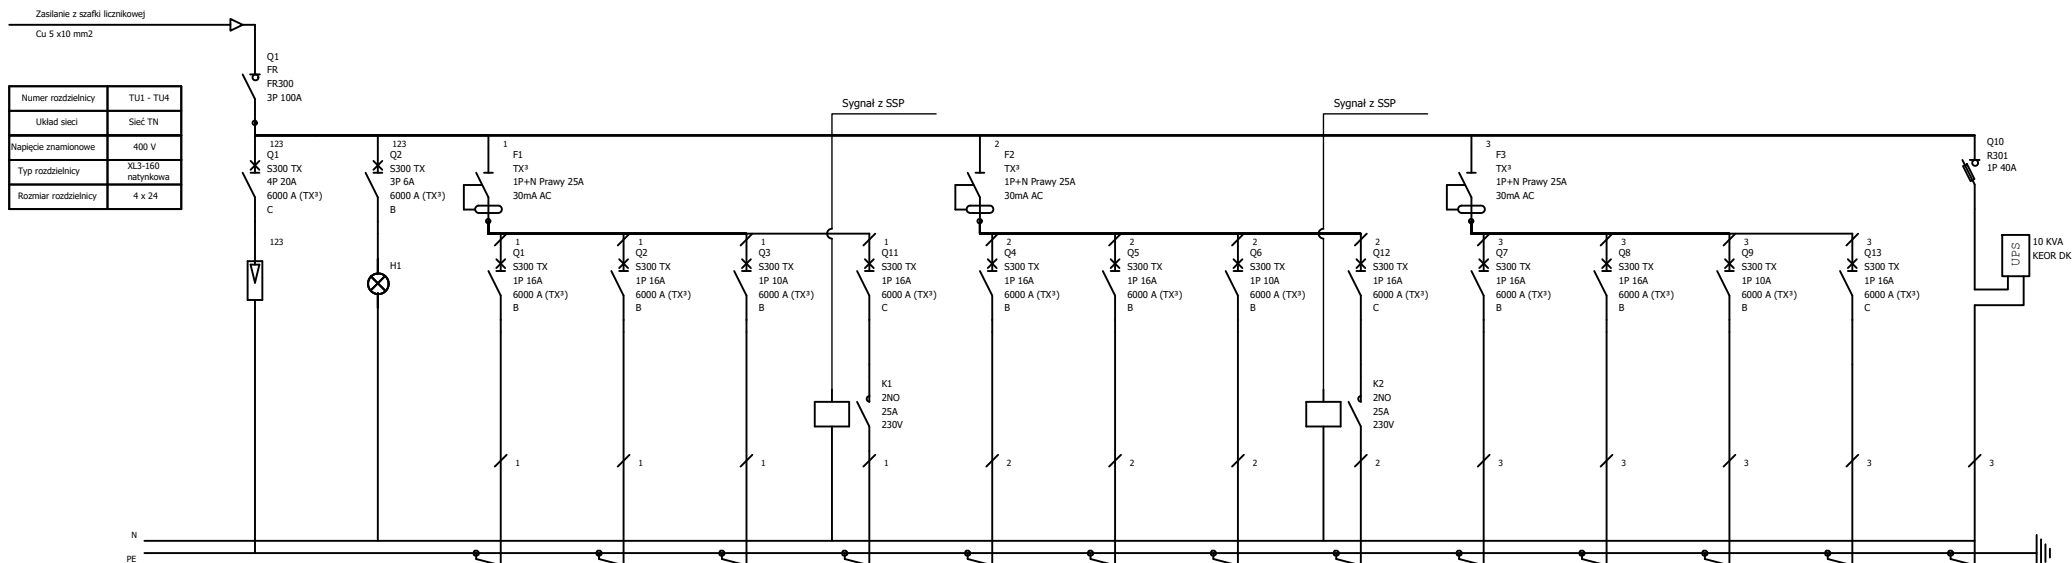 Zasilanie z szafki licznikowej
Cu 5 x10 mm2
Q1
FR
FR300
3P 100A
Numer rozdzielnicy TU1 - TU4
Układ sieci Sieć TN
Napięcie znamionowe 400 V
Typ rozdzielnicy XL3-160 natynkowa
Rozmiar rozdzielnicy 4 x 24
Sygnał z SSP
Sygnał z SSP
123
Q1
S300 TX
4P 20A
6000 A (TX³)
C
123
123
Q2
S300 TX
3P 6A
6000 A (TX³)
B
H1
1
F1
TX³
1P+N Prawy 25A
30mA AC
2
F2
TX³
1P+N Prawy 25A
30mA AC
3
F3
TX³
1P+N Prawy 25A
30mA AC
Q10
R301
1P 40A
UPS
10 KVA
KEOR DK
1
Q1
S300 TX
1P 16A
6000 A (TX³)
B
1
Q2
S300 TX
1P 16A
6000 A (TX³)
B
1
Q3
S300 TX
1P 10A
6000 A (TX³)
B
1
Q11
S300 TX
1P 16A
6000 A (TX³)
C
2
Q4
S300 TX
1P 16A
6000 A (TX³)
B
2
Q5
S300 TX
1P 16A
6000 A (TX³)
B
2
Q6
S300 TX
1P 10A
6000 A (TX³)
B
2
Q12
S300 TX
1P 16A
6000 A (TX³)
C
3
Q7
S300 TX
1P 16A
6000 A (TX³)
B
3
Q8
S300 TX
1P 16A
6000 A (TX³)
B
3
Q9
S300 TX
1P 10A
6000 A (TX³)
B
3
Q13
S300 TX
1P 16A
6000 A (TX³)
C
K1
2NO
25A
230V
K2
2NO
25A
230V
1
1
1
1
2
2
2
2
3
3
3
3
3
N
PE